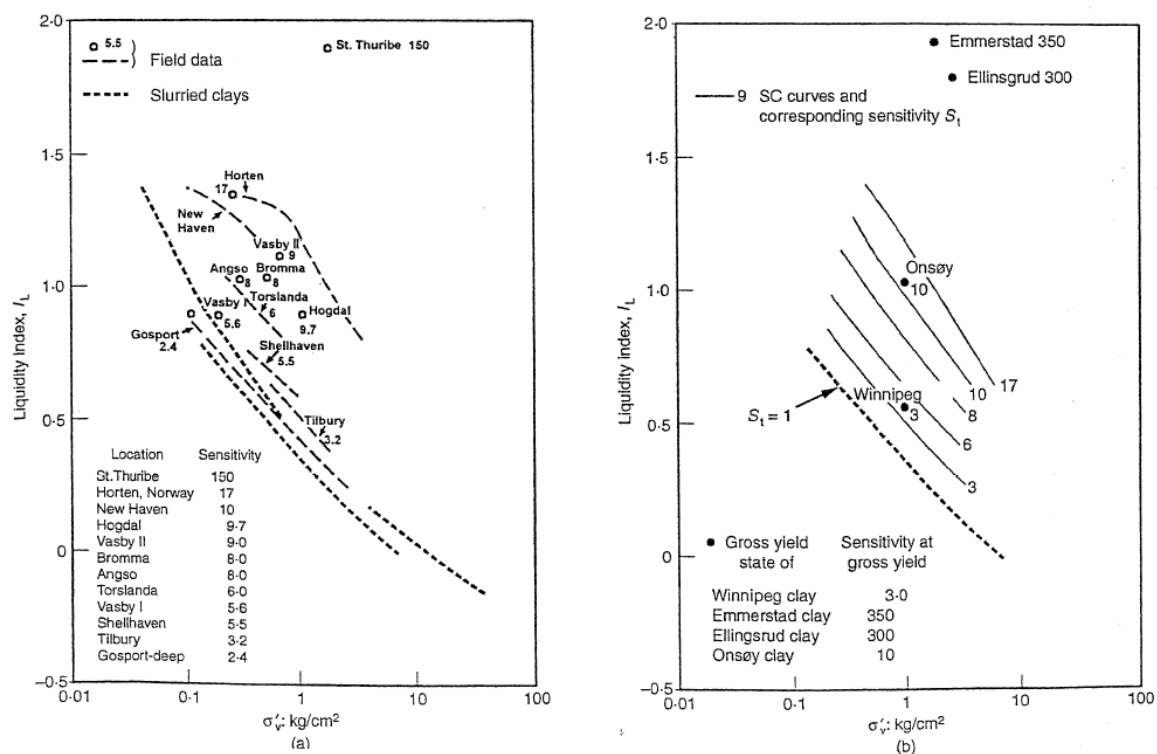 2·0
5.5
Field data
Slurried clays
St. Thuribe 150
1·5
1·0
0·5
0
–0·5
Liquidity index, I_L
17
Horten
New
Haven
Vasby II
9
Angso
8
Bromma
8
Torslanda
6
Vasby I
5.6
Hogdal
9.7
Gosport
2.4
Shellhaven
5.5
Tilbury
3.2
Location Sensitivity
St.Thuribe 150
Horten, Norway 17
New Haven 10
Hogdal 9·7
Vasby II 9·0
Bromma 8·0
Angso 8·0
Torslanda 6·0
Vasby I 5·6
Shellhaven 5·5
Tilbury 3·2
Gosport-deep 2·4
0·01 0·1 1 10 100
σ′v: kg/cm²
(a)
2·0
Emmerstad 350
Ellinsgrud 300
9 SC curves and
corresponding sensitivity St
1·5
1·0
0·5
0
–0·5
Liquidity index, I_L
Onsøy
10
Winnipeg
3
17
10
8
6
3
St = 1
Gross yield Sensitivity at
state of gross yield
Winnipeg clay 3·0
Emmerstad clay 350
Ellingsrud clay 300
Onsøy clay 10
0·01 0·1 1 10 100
σ′v: kg/cm²
(b)